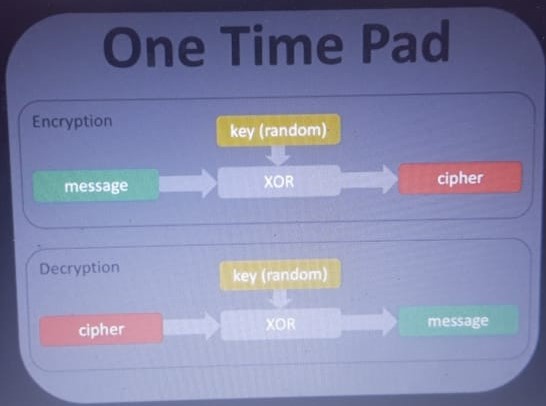 One Time Pad
Encryption
key (random)
message
XOR
cipher
Decryption
key (random)
cipher
XOR
message